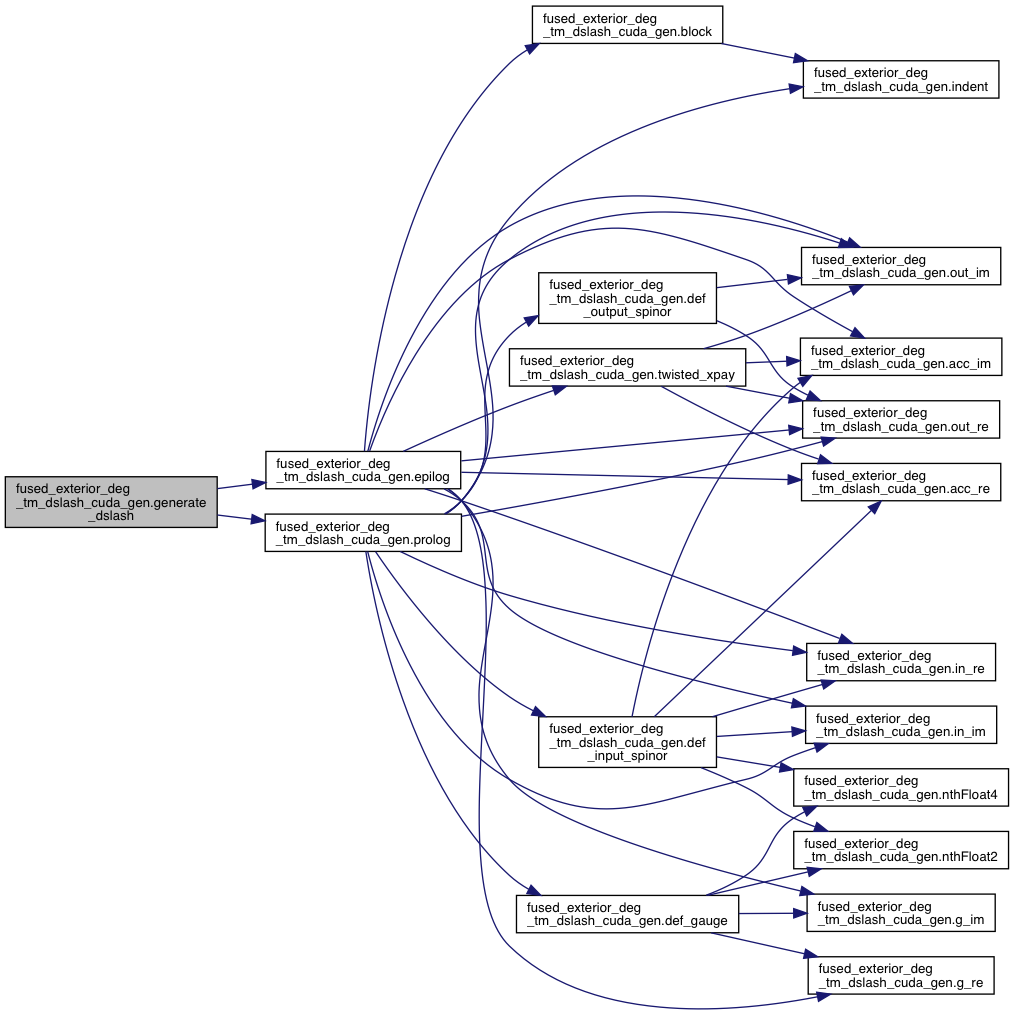 fused_exterior_deg
_tm_dslash_cuda_gen.block
fused_exterior_deg
_tm_dslash_cuda_gen.indent
fused_exterior_deg
_tm_dslash_cuda_gen.out_im
fused_exterior_deg
_tm_dslash_cuda_gen.def
_output_spinor
fused_exterior_deg
_tm_dslash_cuda_gen.acc_im
fused_exterior_deg
_tm_dslash_cuda_gen.twisted_xpay
fused_exterior_deg
_tm_dslash_cuda_gen.out_re
fused_exterior_deg
_tm_dslash_cuda_gen.epilog
fused_exterior_deg
_tm_dslash_cuda_gen.acc_re
fused_exterior_deg
_tm_dslash_cuda_gen.generate
_dslash
fused_exterior_deg
_tm_dslash_cuda_gen.prolog
fused_exterior_deg
_tm_dslash_cuda_gen.in_re
fused_exterior_deg
_tm_dslash_cuda_gen.in_im
fused_exterior_deg
_tm_dslash_cuda_gen.def
_input_spinor
fused_exterior_deg
_tm_dslash_cuda_gen.nthFloat4
fused_exterior_deg
_tm_dslash_cuda_gen.nthFloat2
fused_exterior_deg
_tm_dslash_cuda_gen.def_gauge
fused_exterior_deg
_tm_dslash_cuda_gen.g_im
fused_exterior_deg
_tm_dslash_cuda_gen.g_re